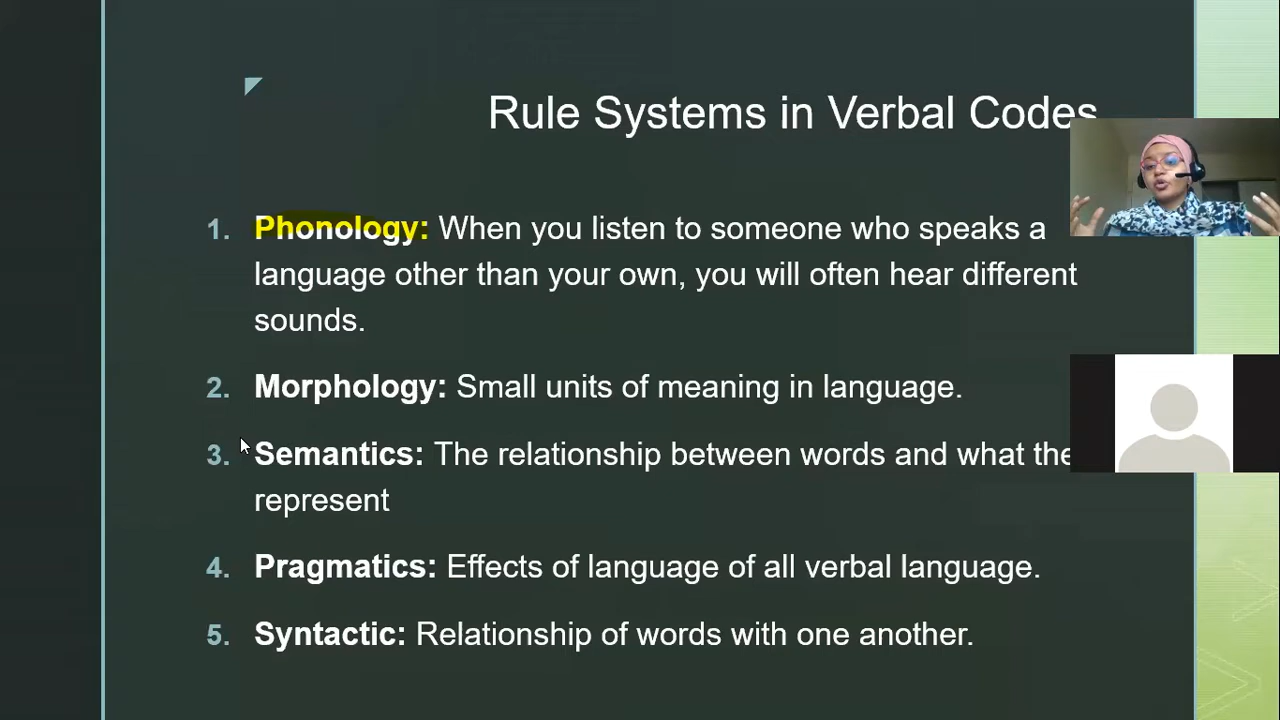 Rule Systems in Verbal Codes
1. Phonology: When you listen to someone who speaks a
language other than your own, you will often hear different
sounds.
2. Morphology: Small units of meaning in language.
3. Semantics: The relationship between words and what the
represent
4. Pragmatics: Effects of language of all verbal language.
5. Syntactic: Relationship of words with one another.